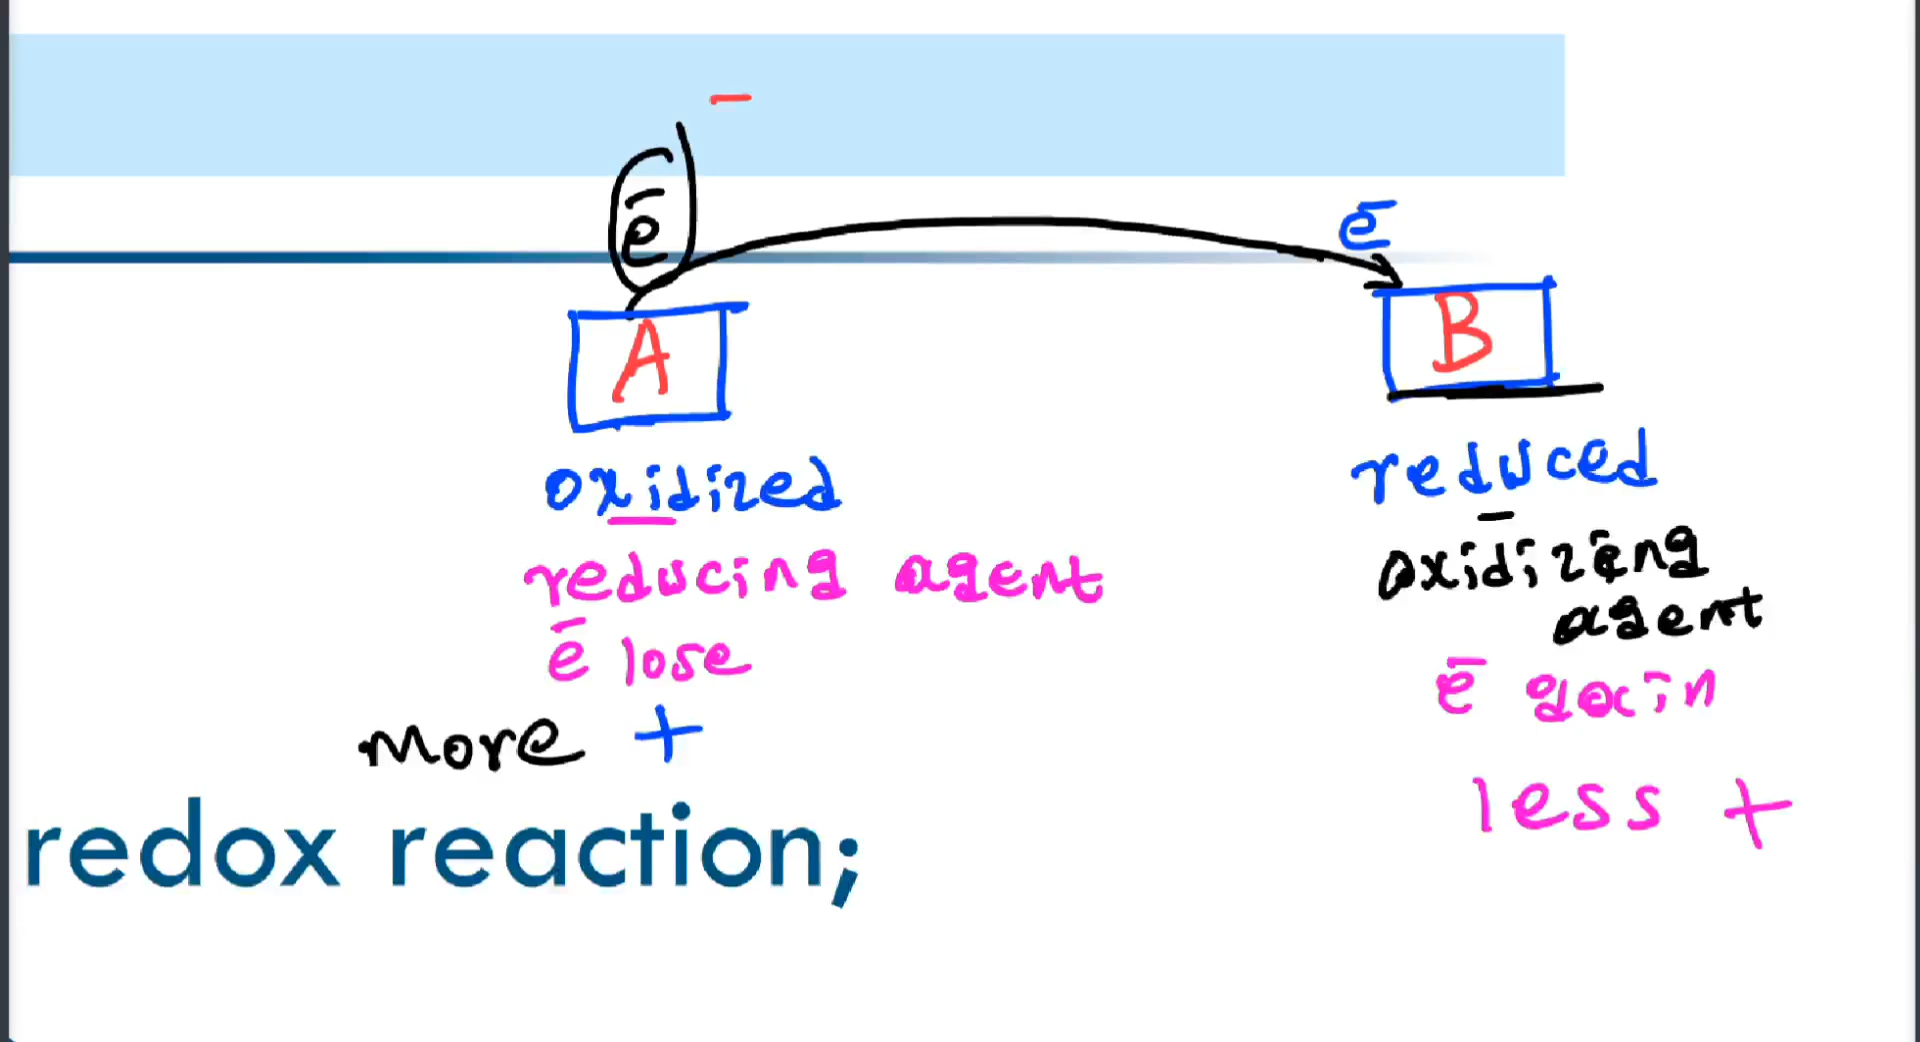 −
ē
ē
A
B
oxidized
reduced
reducing agent
oxidizing
agent
ē lose
ē gain
more +
less +
redox reaction;